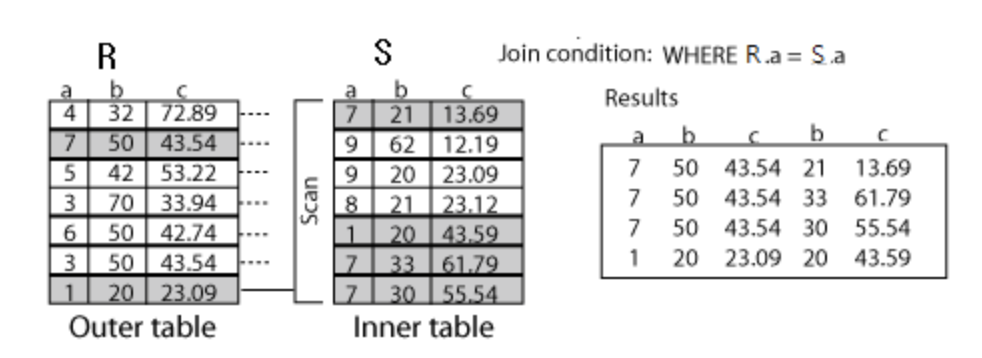 R
S
Join condition: WHERE R.a = S.a
a b c
a b c
Results
4 32 72.89
7 50 43.54
5 42 53.22
3 70 33.94
6 50 42.74
3 50 43.54
1 20 23.09
Outer table
Scan
7 21 13.69
9 62 12.19
9 20 23.09
8 21 23.12
1 20 43.59
7 33 61.79
7 30 55.54
Inner table
a b c b c
7 50 43.54 21 13.69
7 50 43.54 33 61.79
7 50 43.54 30 55.54
1 20 23.09 20 43.59